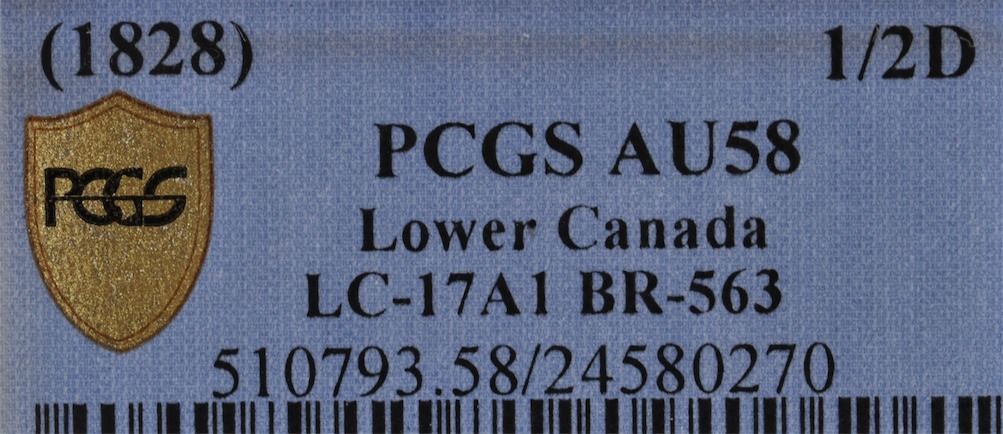 (1828) 1/2D
PCGS AU58
PCGS
Lower Canada
LC-17A1 BR-563
510793.58/24580270